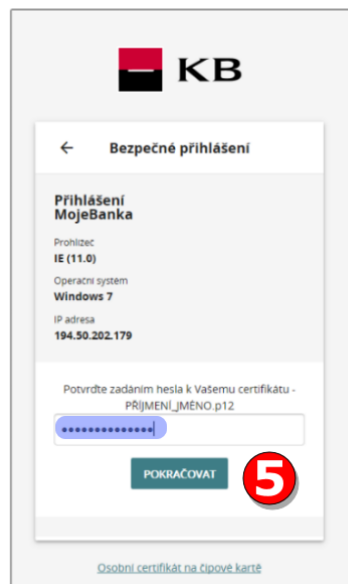 KB
← Bezpečné přihlášení
Přihlášení
MojeBanka
Prohlížeč
IE (11.0)
Operační systém
Windows 7
IP adresa
194.50.202.179
Potvrďte zadáním hesla k Vašemu certifikátu -
PŘÍJMENÍ_JMÉNO.p12
••••••••••••••
POKRAČOVAT
5
Osobní certifikát na čipové kartě